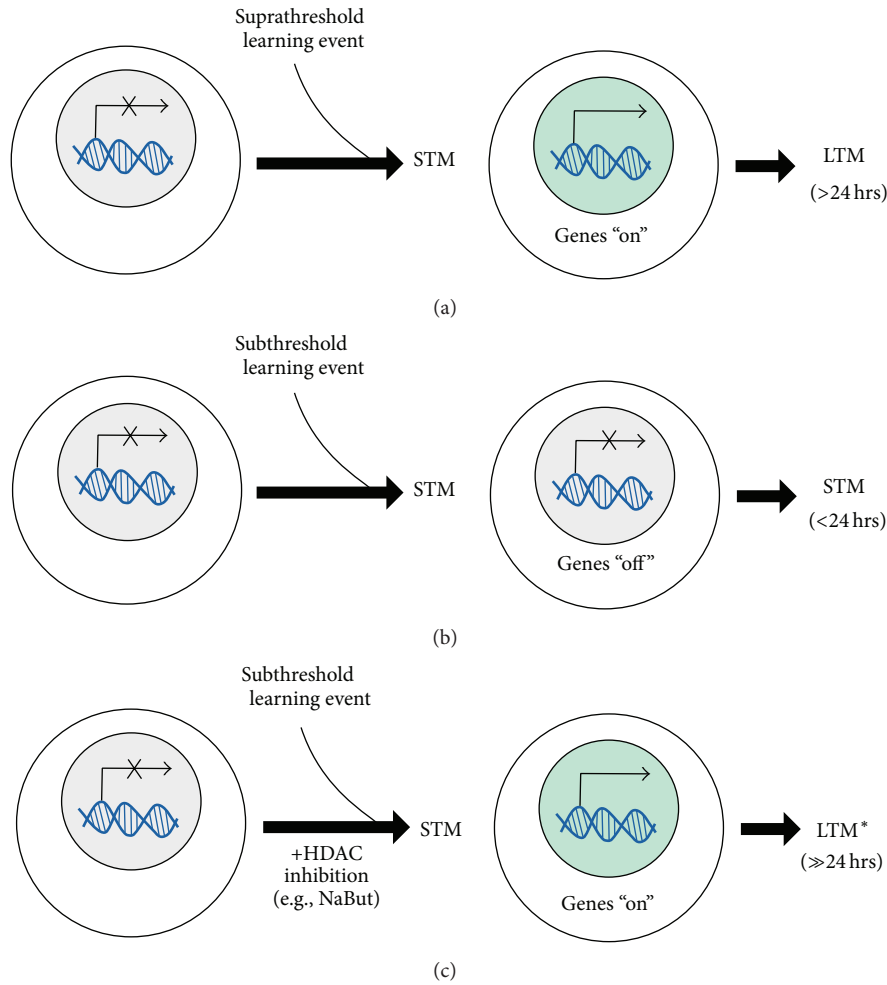 Suprathreshold
learning event
STM
LTM
(>24 hrs)
Genes “on”
(a)
Subthreshold
learning event
STM
STM
(<24 hrs)
Genes “off”
(b)
Subthreshold
learning event
STM
+HDAC
inhibition
(e.g., NaBut)
LTM*
(≫24 hrs)
Genes “on”
(c)